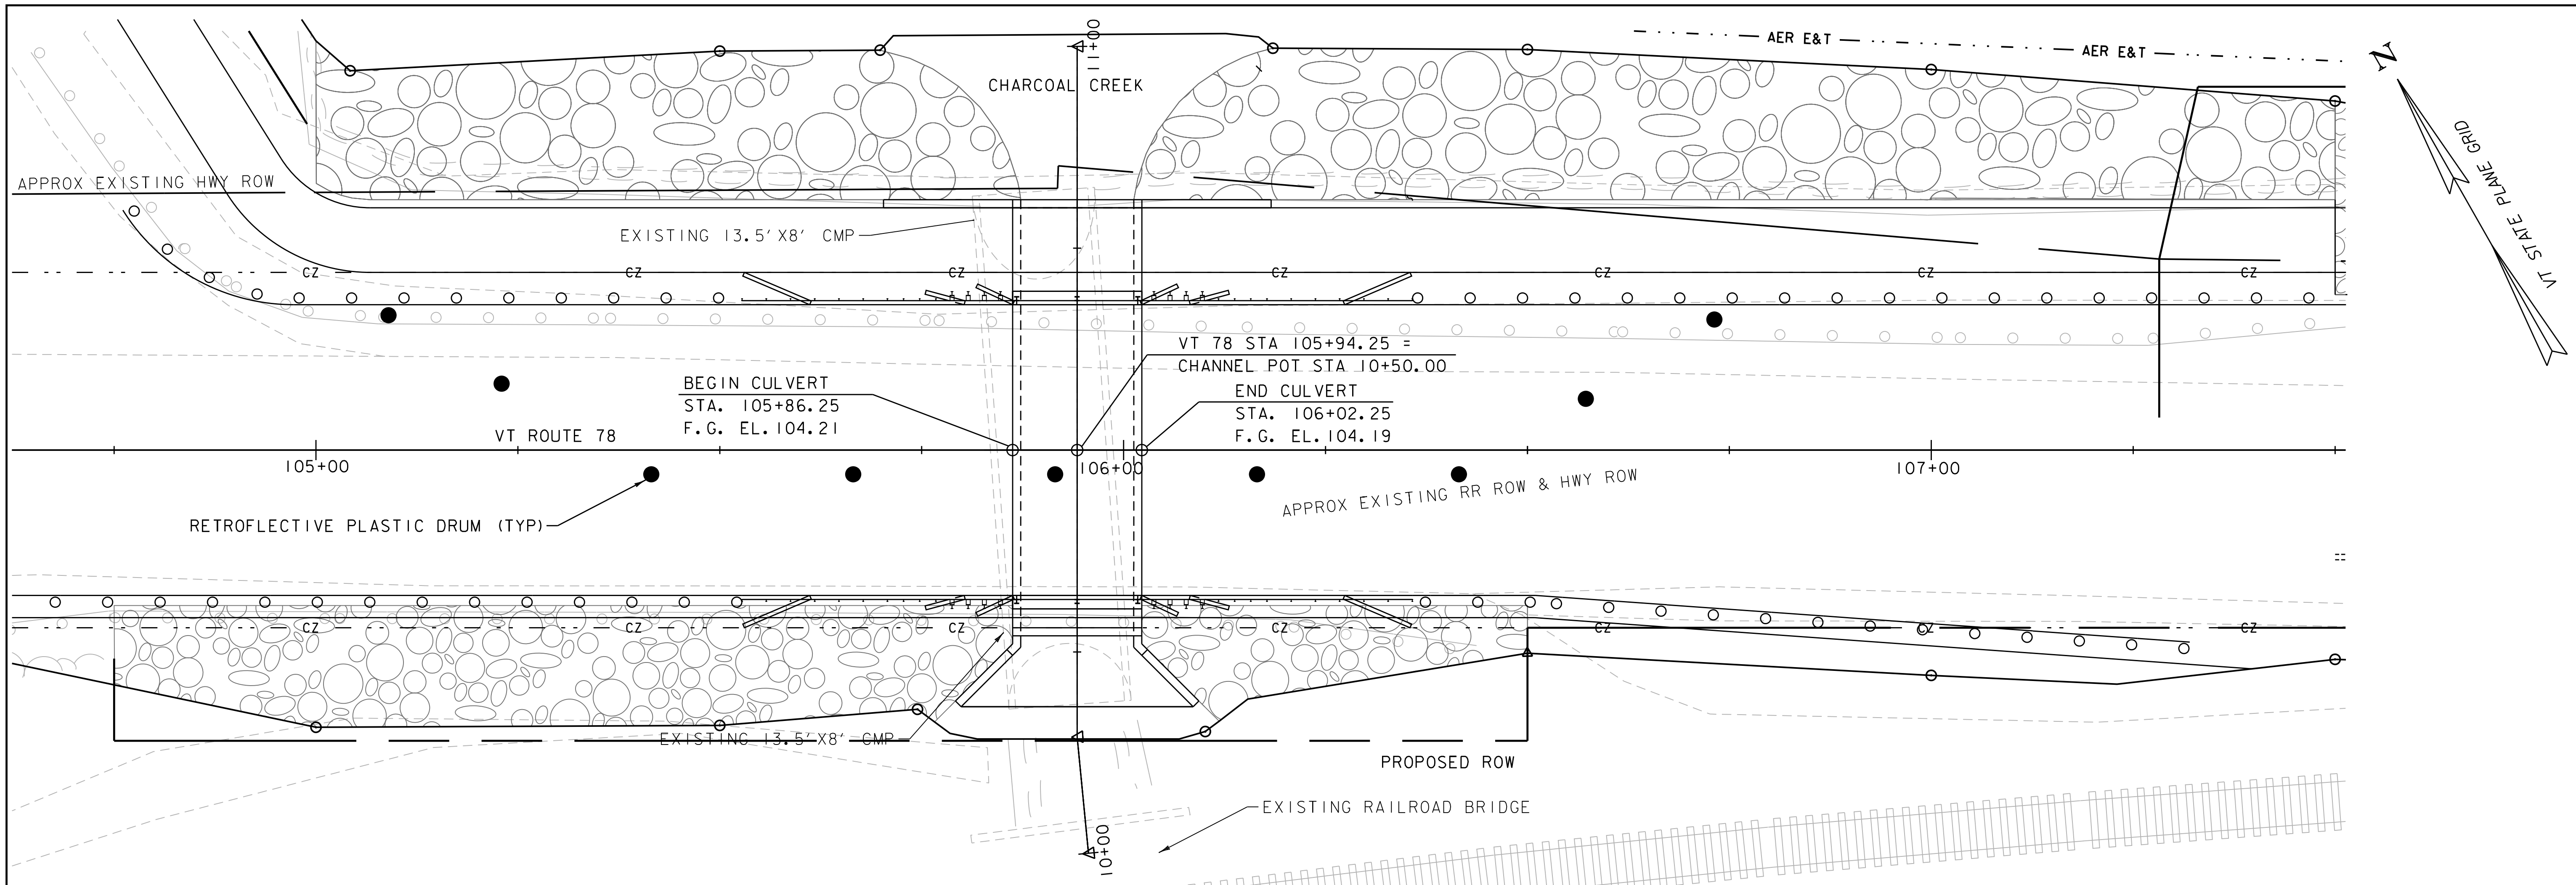 AER E&T
AER E&T
N
VT STATE PLANE GRID
11+00
CHARCOAL CREEK
APPROX EXISTING HWY ROW
EXISTING 13.5'X8' CMP
CZ
CZ
CZ
CZ
CZ
CZ
CZ
VT 78 STA 105+94.25 =
CHANNEL POT STA 10+50.00
BEGIN CULVERT
STA. 105+86.25
F.G. EL.104.21
END CULVERT
STA. 106+02.25
F.G. EL.104.19
VT ROUTE 78
105+00
106+00
107+00
APPROX EXISTING RR ROW & HWY ROW
RETROFLECTIVE PLASTIC DRUM (TYP)
CZ
CZ
CZ
CZ
CZ
CZ
CZ
EXISTING 13.5'X8' CMP
PROPOSED ROW
EXISTING RAILROAD BRIDGE
10+00